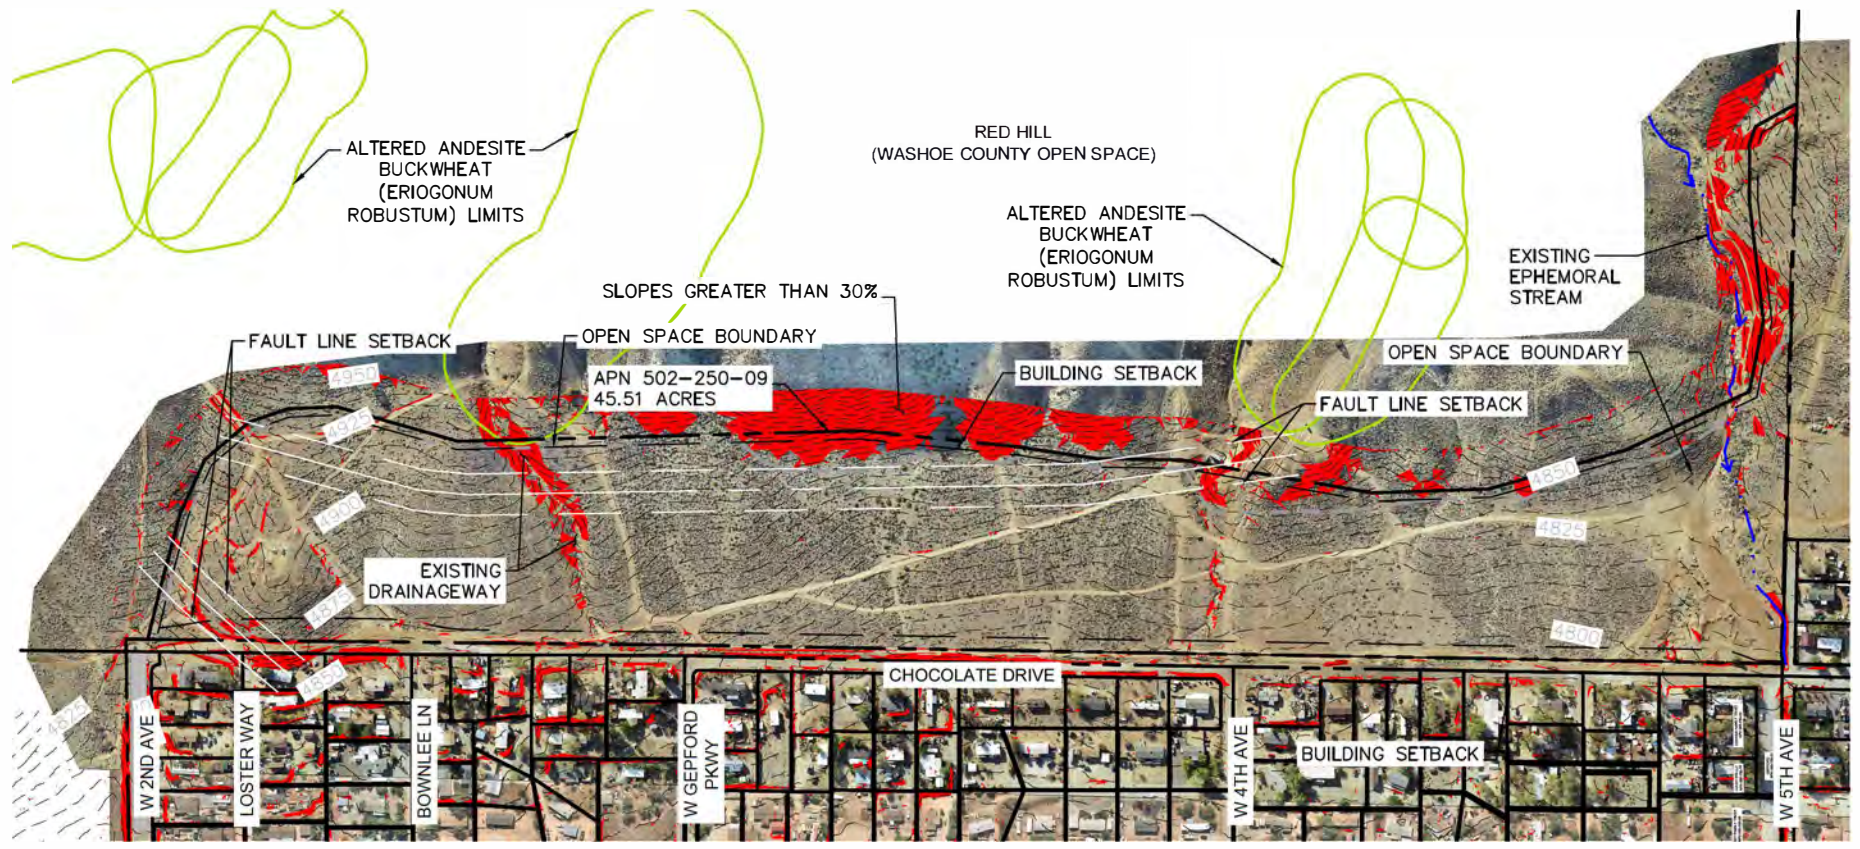 RED HILL
(WASHOE COUNTY OPEN SPACE)
ALTERED ANDESITE
BUCKWHEAT
(ERIOGONUM
ROBUSTUM) LIMITS
ALTERED ANDESITE
BUCKWHEAT
(ERIOGONUM
ROBUSTUM) LIMITS
EXISTING
EPHEMORAL
STREAM
SLOPES GREATER THAN 30%
FAULT LINE SETBACK
OPEN SPACE BOUNDARY
OPEN SPACE BOUNDARY
APN 502-250-09
45.51 ACRES
BUILDING SETBACK
FAULT LINE SETBACK
4950
4925
4900
4875
4850
4825
4850
4825
4800
EXISTING
DRAINAGEWAY
CHOCOLATE DRIVE
BUILDING SETBACK
W 2ND AVE
LOSTER WAY
BOWNLEE LN
W GEPFORD
PKWY
W 4TH AVE
W 5TH AVE